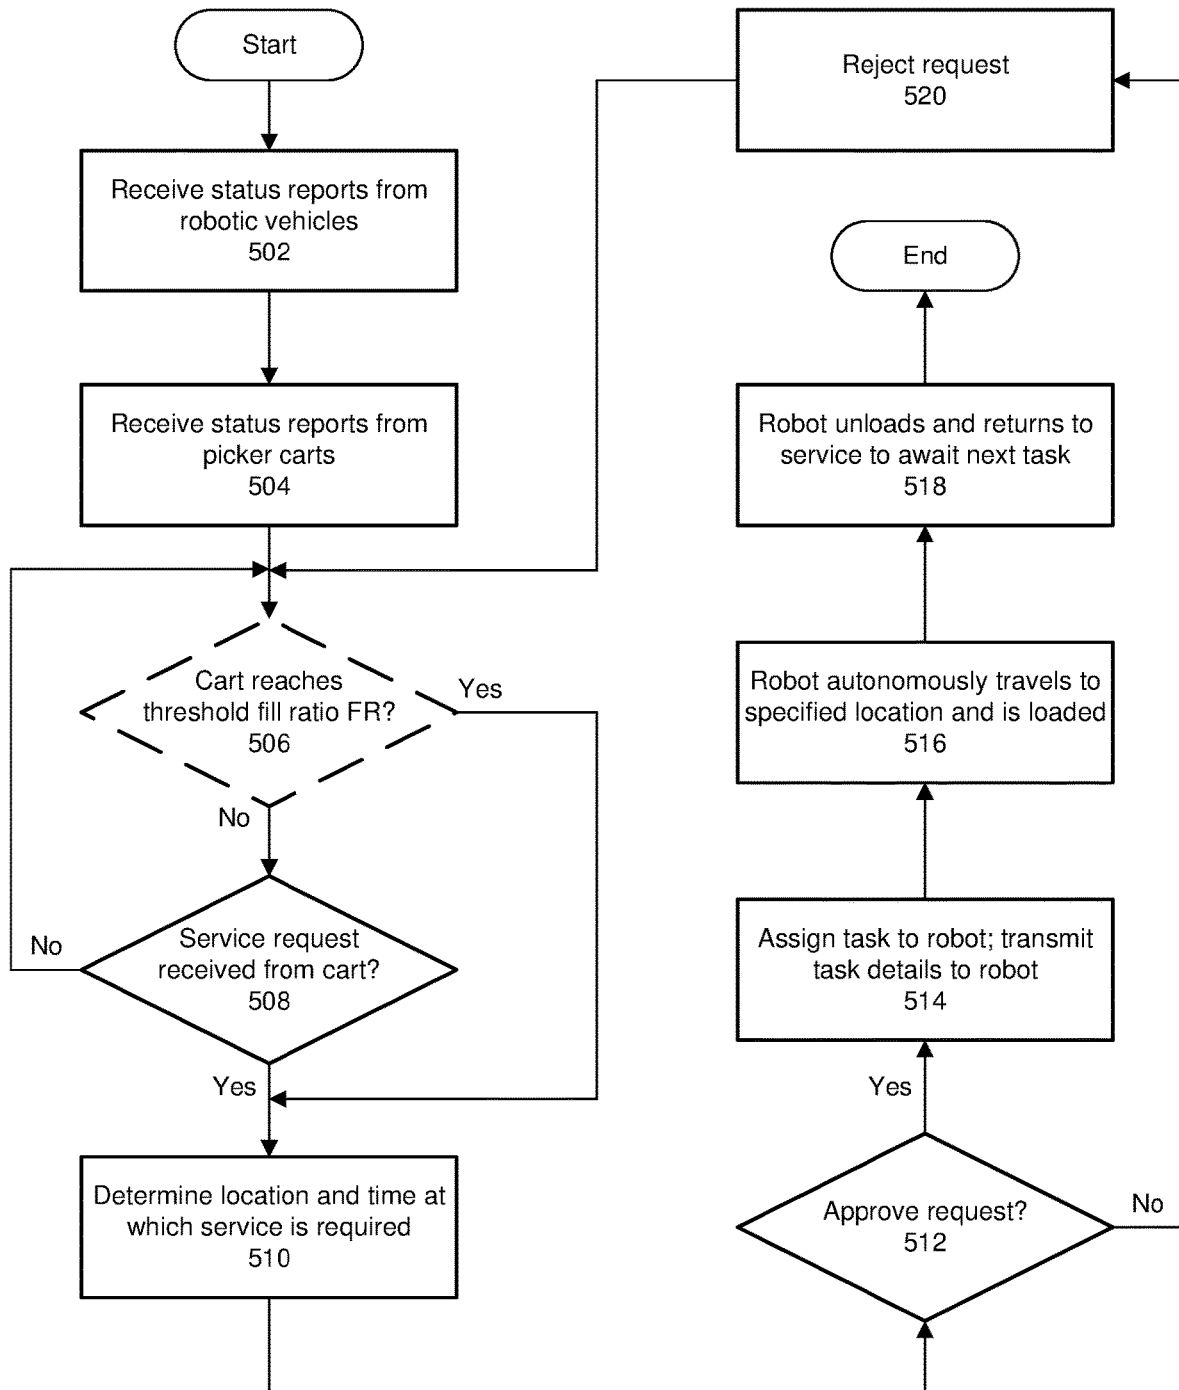 Start
Receive status reports from
robotic vehicles
502
Receive status reports from
picker carts
504
Cart reaches
threshold fill ratio FR?
506
Yes
No
Service request
received from cart?
508
No
Yes
Determine location and time at
which service is required
510
Reject request
520
End
Robot unloads and returns to
service to await next task
518
Robot autonomously travels to
specified location and is loaded
516
Assign task to robot; transmit
task details to robot
514
Yes
Approve request?
512
No